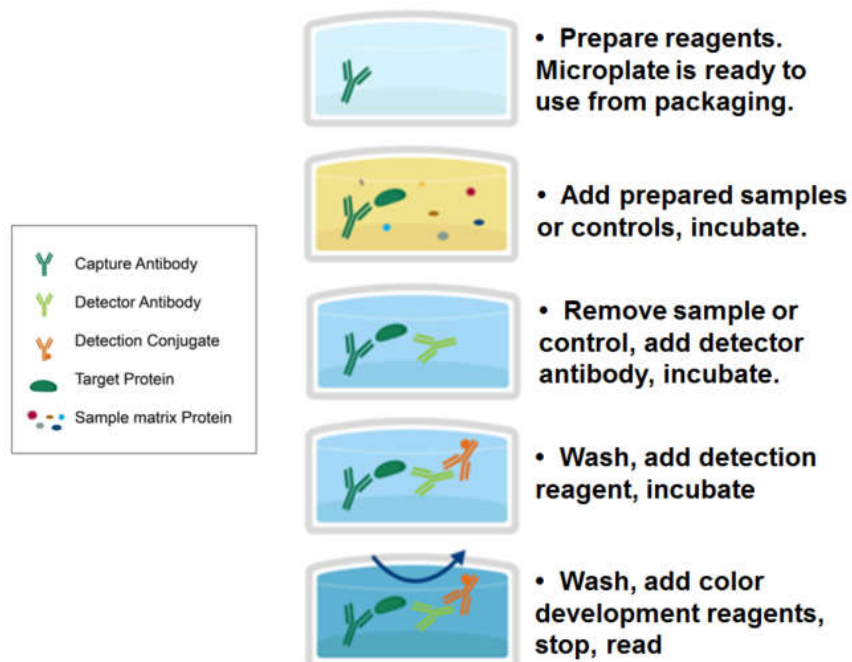 • Prepare reagents.
Microplate is ready to
use from packaging.
• Add prepared samples
or controls, incubate.
Capture Antibody
Detector Antibody
Detection Conjugate
Target Protein
Sample matrix Protein
• Remove sample or
control, add detector
antibody, incubate.
• Wash, add detection
reagent, incubate
• Wash, add color
development reagents,
stop, read